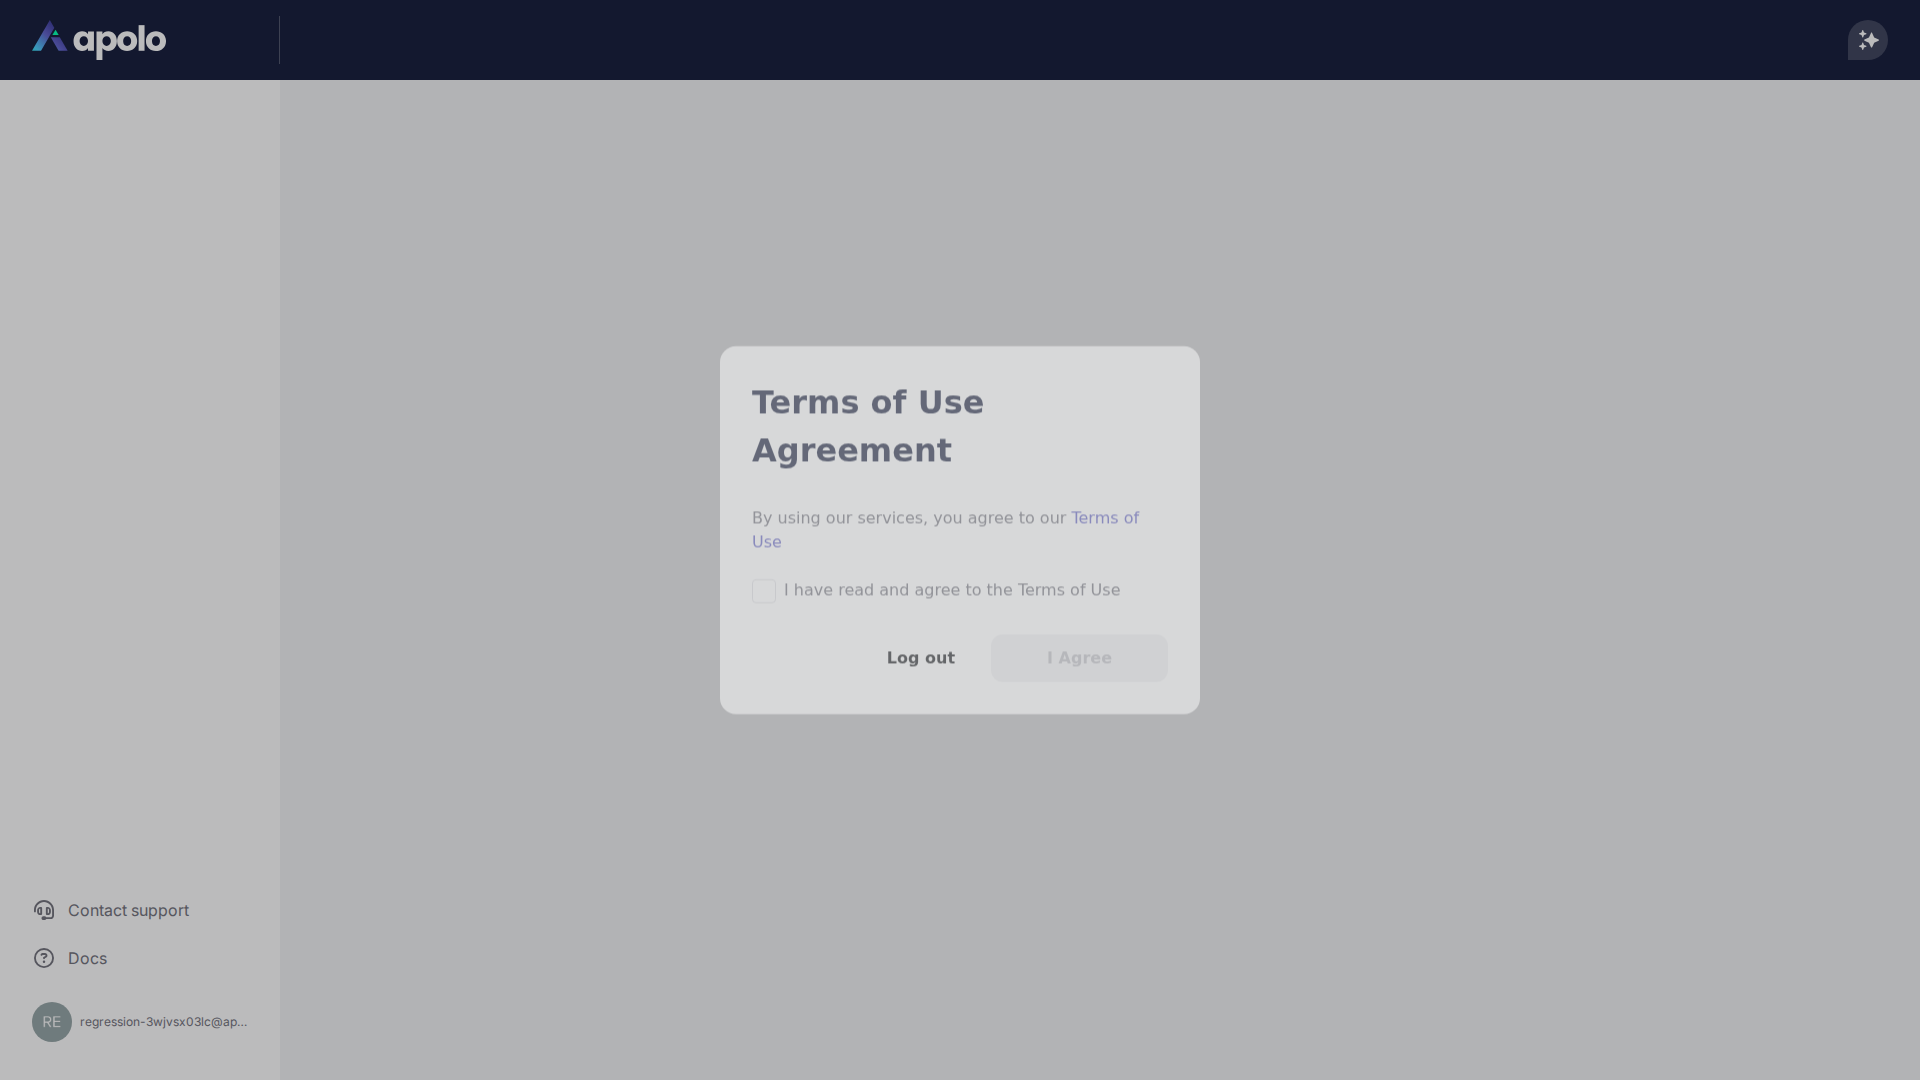 apolo
Terms of Use
Agreement
By using our services, you agree to our Terms of
Use
I have read and agree to the Terms of Use
Log out
I Agree
Contact support
Docs
RE
regression-3wjvsx03lc@ap...